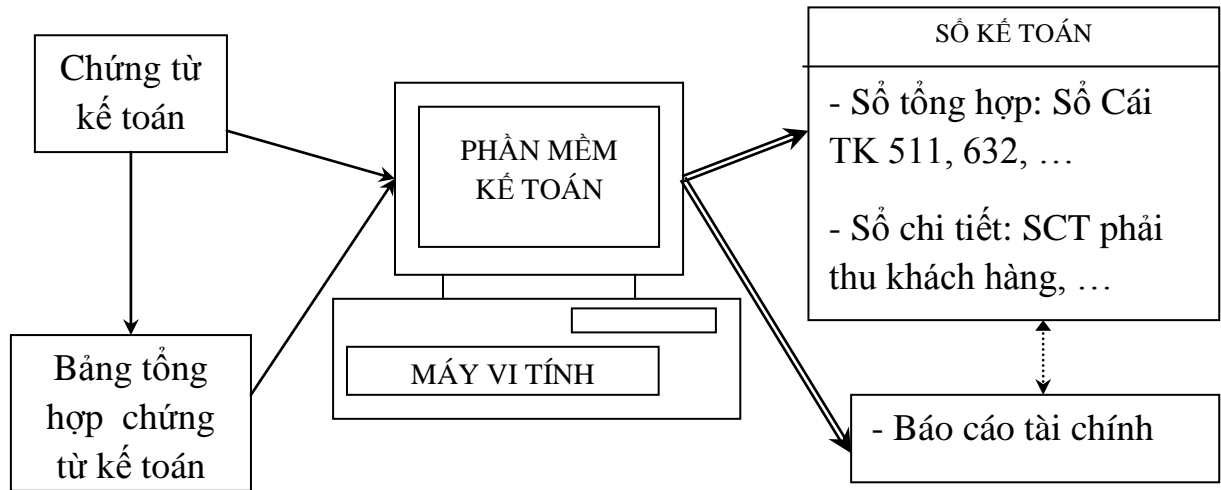 Chứng từ
kế toán
Bảng tổng
hợp chứng
từ kế toán
PHẦN MỀM
KẾ TOÁN
MÁY VI TÍNH
SỔ KẾ TOÁN
- Sổ tổng hợp: Sổ Cái
TK 511, 632, …
- Sổ chi tiết: SCT phải
thu khách hàng, …
- Báo cáo tài chính